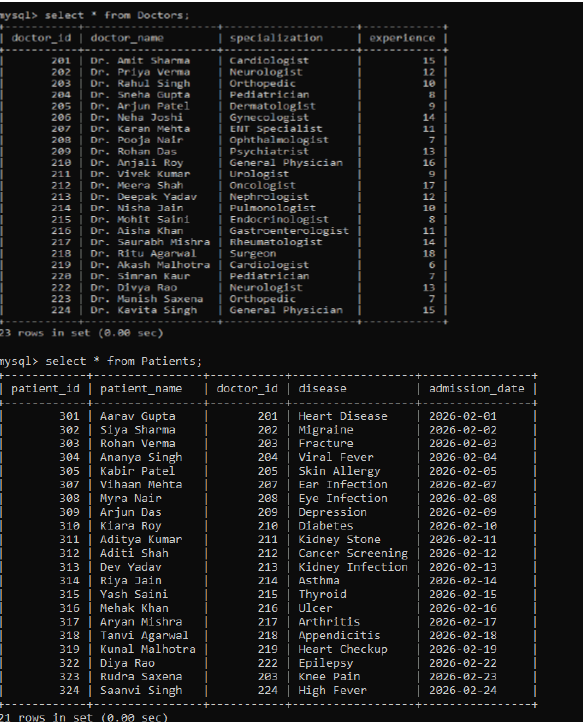 mysql> select * from Doctors;
| doctor_id | doctor_name | specialization | experience |
| 201 | Dr. Amit Sharma | Cardiologist | 15 |
| 202 | Dr. Priya Verma | Neurologist | 12 |
| 203 | Dr. Rahul Singh | Orthopedic | 10 |
| 204 | Dr. Sneha Gupta | Pediatrician | 8 |
| 205 | Dr. Arjun Patel | Dermatologist | 9 |
| 206 | Dr. Neha Joshi | Gynecologist | 14 |
| 207 | Dr. Karan Mehta | ENT Specialist | 11 |
| 208 | Dr. Pooja Nair | Ophthalmologist | 7 |
| 209 | Dr. Rohan Das | Psychiatrist | 13 |
| 210 | Dr. Anjali Roy | General Physician | 16 |
| 211 | Dr. Vivek Kumar | Urologist | 9 |
| 212 | Dr. Meera Shah | Oncologist | 17 |
| 213 | Dr. Deepak Yadav | Nephrologist | 12 |
| 214 | Dr. Nisha Jain | Pulmonologist | 10 |
| 215 | Dr. Mohit Saini | Endocrinologist | 8 |
| 216 | Dr. Aisha Khan | Gastroenterologist | 11 |
| 217 | Dr. Saurabh Mishra | Rheumatologist | 14 |
| 218 | Dr. Ritu Agarwal | Surgeon | 18 |
| 219 | Dr. Akash Malhotra | Cardiologist | 6 |
| 220 | Dr. Simran Kaur | Pediatrician | 7 |
| 222 | Dr. Divya Rao | Neurologist | 13 |
| 223 | Dr. Manish Saxena | Orthopedic | 7 |
| 224 | Dr. Kavita Singh | General Physician | 15 |
23 rows in set (0.00 sec)
mysql> select * from Patients;
| patient_id | patient_name | doctor_id | disease | admission_date |
| 301 | Aarav Gupta | 201 | Heart Disease | 2026-02-01 |
| 302 | Siya Sharma | 202 | Migraine | 2026-02-02 |
| 303 | Rohan Verma | 203 | Fracture | 2026-02-03 |
| 304 | Ananya Singh | 204 | Viral Fever | 2026-02-04 |
| 305 | Kabir Patel | 205 | Skin Allergy | 2026-02-05 |
| 307 | Vihaan Mehta | 207 | Ear Infection | 2026-02-07 |
| 308 | Myra Nair | 208 | Eye Infection | 2026-02-08 |
| 309 | Arjun Das | 209 | Depression | 2026-02-09 |
| 310 | Kiara Roy | 210 | Diabetes | 2026-02-10 |
| 311 | Aditya Kumar | 211 | Kidney Stone | 2026-02-11 |
| 312 | Aditi Shah | 212 | Cancer Screening | 2026-02-12 |
| 313 | Dev Yadav | 213 | Kidney Infection | 2026-02-13 |
| 314 | Riya Jain | 214 | Asthma | 2026-02-14 |
| 315 | Yash Saini | 215 | Thyroid | 2026-02-15 |
| 316 | Mehak Khan | 216 | Ulcer | 2026-02-16 |
| 317 | Aryan Mishra | 217 | Arthritis | 2026-02-17 |
| 318 | Tanvi Agarwal | 218 | Appendicitis | 2026-02-18 |
| 319 | Kunal Malhotra | 219 | Heart Checkup | 2026-02-19 |
| 322 | Diya Rao | 222 | Epilepsy | 2026-02-22 |
| 323 | Rudra Saxena | 203 | Knee Pain | 2026-02-23 |
| 324 | Saanvi Singh | 224 | High Fever | 2026-02-24 |
21 rows in set (0.00 sec)